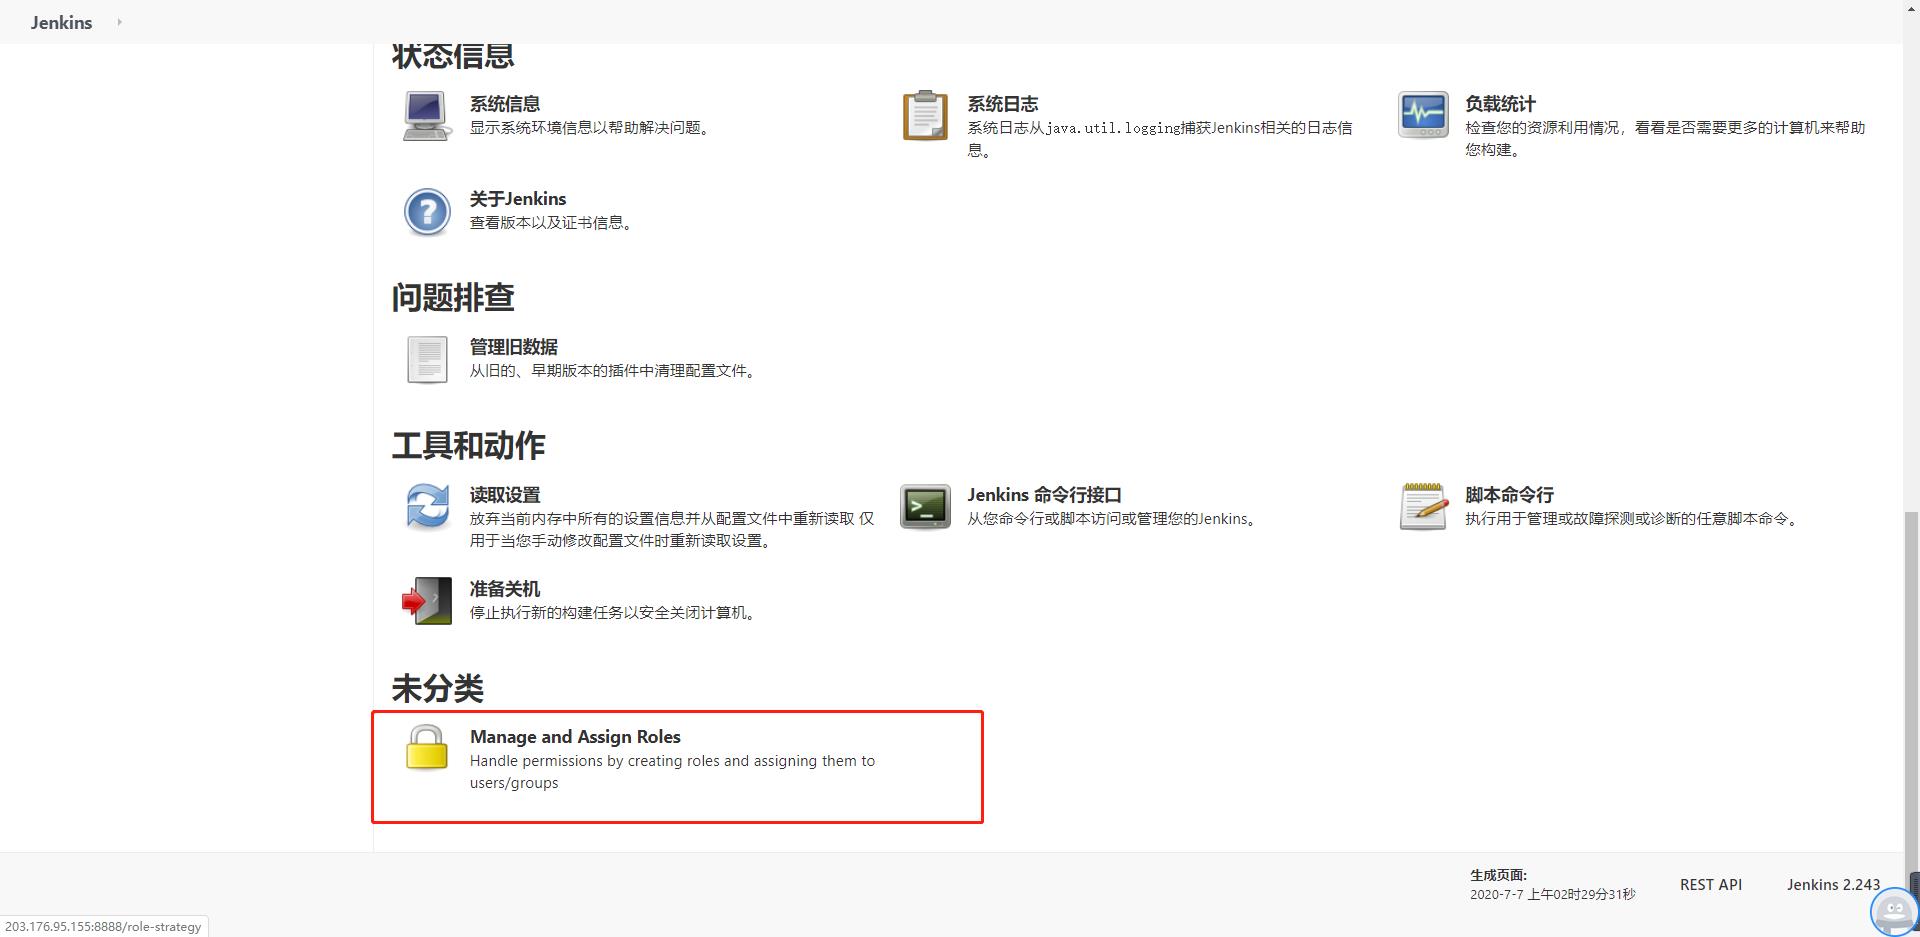 Jenkins
状态信息
系统信息
显示系统环境信息以帮助解决问题。
系统日志
系统日志从java.util.logging捕获Jenkins相关的日志信
息。
负载统计
检查您的资源利用情况，看看是否需要更多的计算机来帮助
您构建。
关于Jenkins
查看版本以及证书信息。
问题排查
管理旧数据
从旧的、早期版本的插件中清理配置文件。
工具和动作
读取设置
放弃当前内存中所有的设置信息并从配置文件中重新读取 仅
用于当您手动修改配置文件时重新读取设置。
Jenkins 命令行接口
从您命令行或脚本访问或管理您的Jenkins。
脚本命令行
执行用于管理或故障探测或诊断的任意脚本命令。
准备关机
停止执行新的构建任务以安全关闭计算机。
未分类
Manage and Assign Roles
Handle permissions by creating roles and assigning them to
users/groups
生成页面:
2020-7-7 上午02时29分31秒
REST API
Jenkins 2.243
203.176.95.155:8888/role-strategy